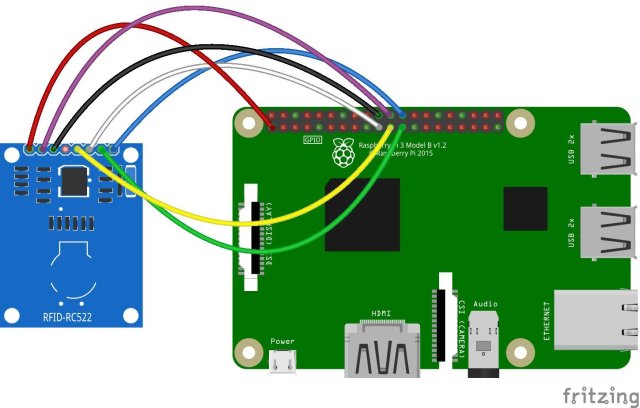 GPIO
Raspberry Pi 3 Model B v1.2
© Raspberry Pi 2015
USB 2x
DSI (DISPLAY)
USB 2x
RFID-RC522
HDMI
CSI (CAMERA)
Audio
ETHERNET
Power
fritzing